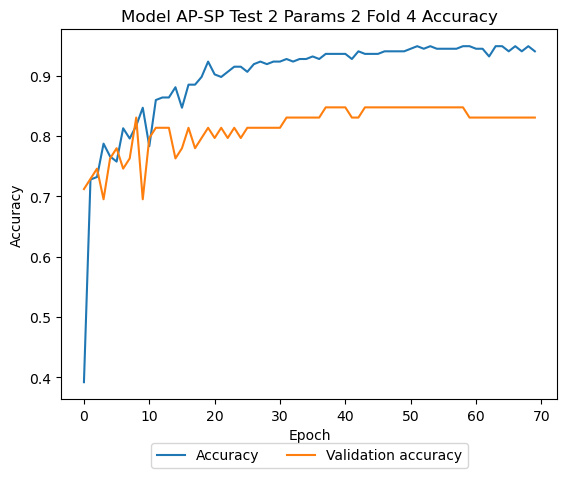 Model AP-SP Test 2 Params 2 Fold 4 Accuracy
Accuracy
0.9
0.8
0.7
0.6
0.5
0.4
0 10 20 30 40 50 60 70
Epoch
Accuracy Validation accuracy